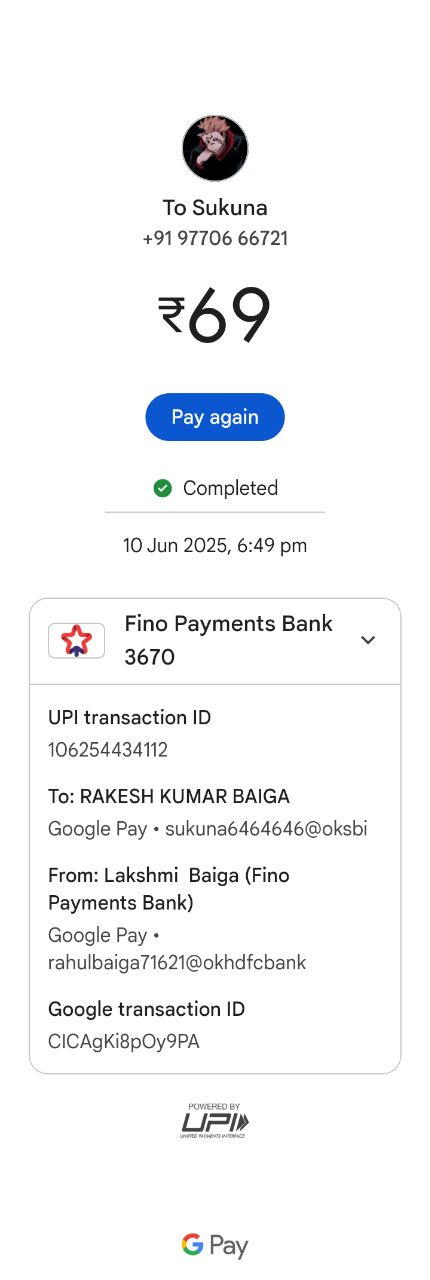 To Sukuna
+91 97706 66721
₹69
Pay again
Completed
10 Jun 2025, 6:49 pm
Fino Payments Bank
3670
UPI transaction ID
106254434112
To: RAKESH KUMAR BAIGA
Google Pay • sukuna6464646@oksbi
From: Lakshmi  Baiga (Fino
Payments Bank)
Google Pay •
rahulbaiga71621@okhdfcbank
Google transaction ID
CICAgKi8pOy9PA
POWERED BY
UPI
UNIFIED PAYMENTS INTERFACE
G Pay